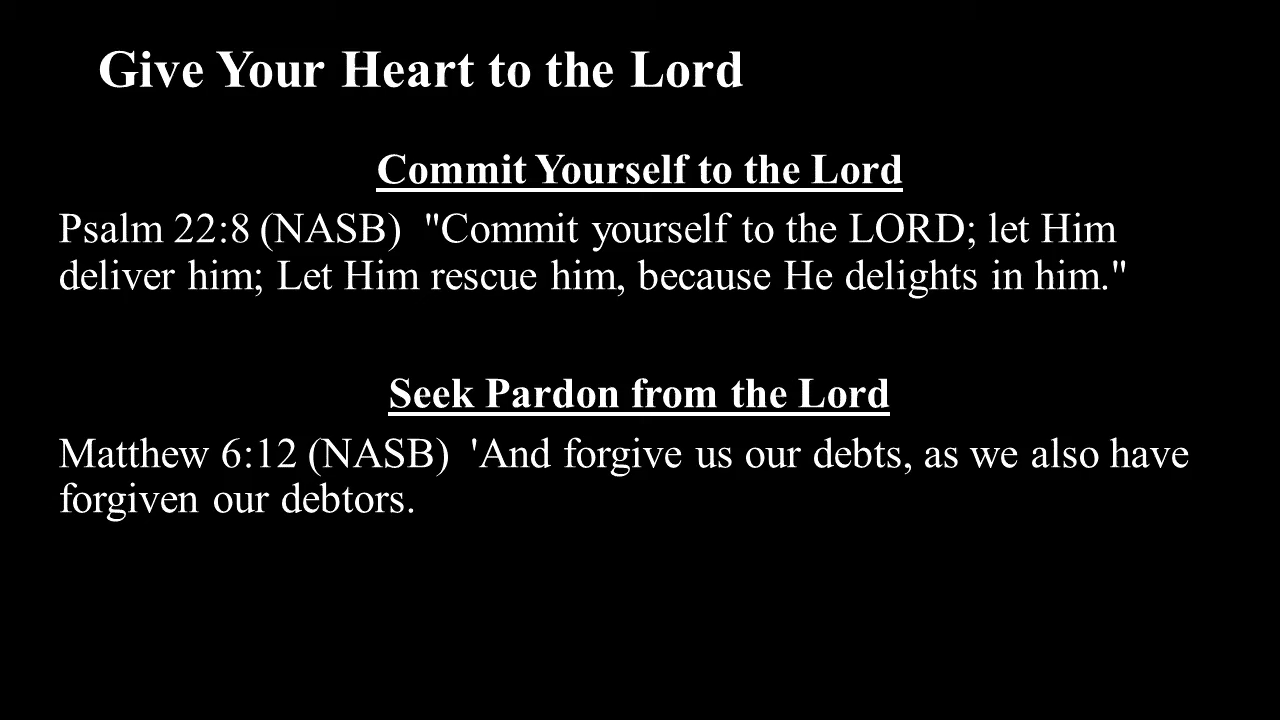 Give Your Heart to the Lord
Commit Yourself to the Lord
Psalm 22:8 (NASB)  "Commit yourself to the LORD; let Him
deliver him; Let Him rescue him, because He delights in him."
Seek Pardon from the Lord
Matthew 6:12 (NASB)  'And forgive us our debts, as we also have
forgiven our debtors.